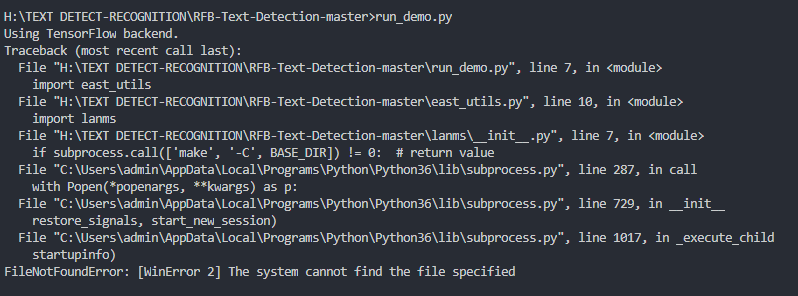 H:\TEXT DETECT-RECOGNITION\RFB-Text-Detection-master>run_demo.py
Using TensorFlow backend.
Traceback (most recent call last):
  File "H:\TEXT DETECT-RECOGNITION\RFB-Text-Detection-master\run_demo.py", line 7, in <module>
    import east_utils
  File "H:\TEXT DETECT-RECOGNITION\RFB-Text-Detection-master\east_utils.py", line 10, in <module>
    import lanms
  File "H:\TEXT DETECT-RECOGNITION\RFB-Text-Detection-master\lanms\__init__.py", line 7, in <module>
    if subprocess.call(['make', '-C', BASE_DIR]) != 0:  # return value
  File "C:\Users\admin\AppData\Local\Programs\Python\Python36\lib\subprocess.py", line 287, in call
    with Popen(*popenargs, **kwargs) as p:
  File "C:\Users\admin\AppData\Local\Programs\Python\Python36\lib\subprocess.py", line 729, in __init__
    restore_signals, start_new_session)
  File "C:\Users\admin\AppData\Local\Programs\Python\Python36\lib\subprocess.py", line 1017, in _execute_child
    startupinfo)
FileNotFoundError: [WinError 2] The system cannot find the file specified